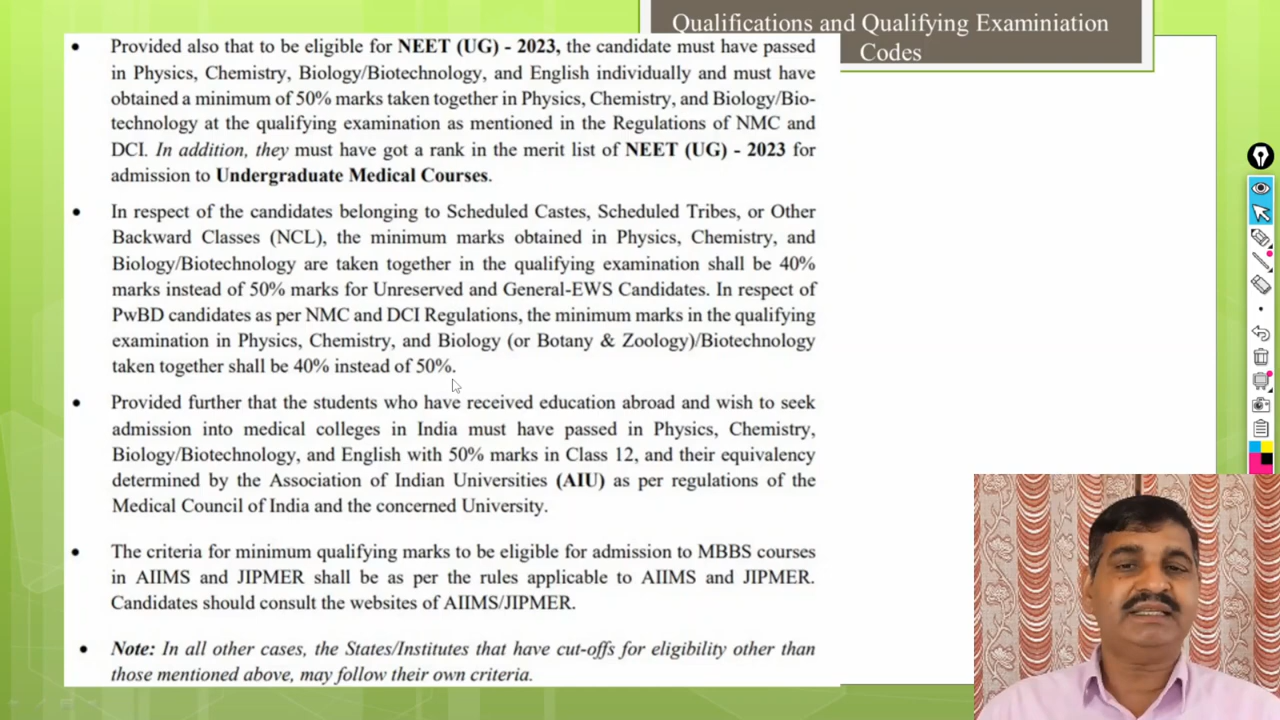 Qualifications and Qualifying Examiniation
Codes
• Provided also that to be eligible for NEET (UG) - 2023, the candidate must have passed
in Physics, Chemistry, Biology/Biotechnology, and English individually and must have
obtained a minimum of 50% marks taken together in Physics, Chemistry, and Biology/Bio-
technology at the qualifying examination as mentioned in the Regulations of NMC and
DCI. In addition, they must have got a rank in the merit list of NEET (UG) - 2023 for
admission to Undergraduate Medical Courses.
• In respect of the candidates belonging to Scheduled Castes, Scheduled Tribes, or Other
Backward Classes (NCL), the minimum marks obtained in Physics, Chemistry, and
Biology/Biotechnology are taken together in the qualifying examination shall be 40%
marks instead of 50% marks for Unreserved and General-EWS Candidates. In respect of
PwBD candidates as per NMC and DCI Regulations, the minimum marks in the qualifying
examination in Physics, Chemistry, and Biology (or Botany & Zoology)/Biotechnology
taken together shall be 40% instead of 50%.
• Provided further that the students who have received education abroad and wish to seek
admission into medical colleges in India must have passed in Physics, Chemistry,
Biology/Biotechnology, and English with 50% marks in Class 12, and their equivalency
determined by the Association of Indian Universities (AIU) as per regulations of the
Medical Council of India and the concerned University.
• The criteria for minimum qualifying marks to be eligible for admission to MBBS courses
in AIIMS and JIPMER shall be as per the rules applicable to AIIMS and JIPMER.
Candidates should consult the websites of AIIMS/JIPMER.
• Note: In all other cases, the States/Institutes that have cut-offs for eligibility other than
those mentioned above, may follow their own criteria.